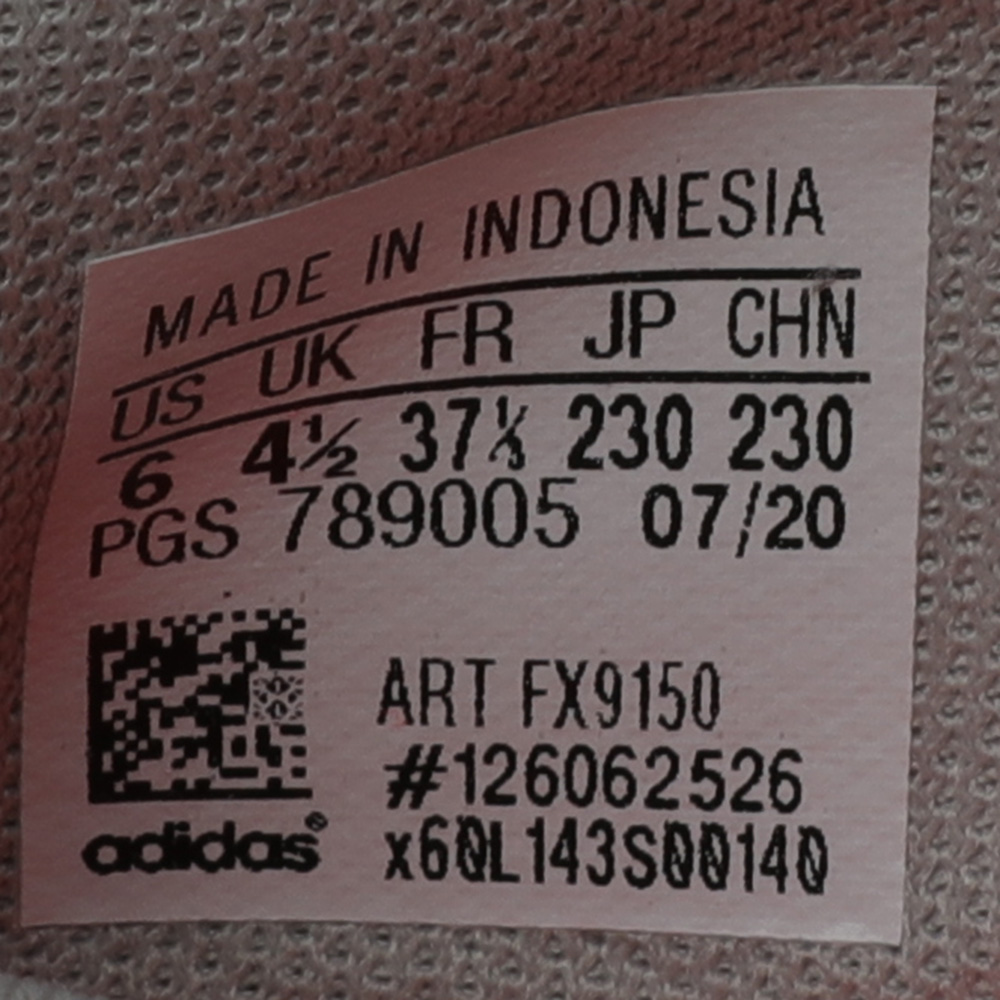 MADE IN INDONESIA
US UK FR JP CHN
6 4½ 37⅓ 230 230
PGS 789005 07/20
ART FX9150
#126062526
adidas®
x60L143S00140